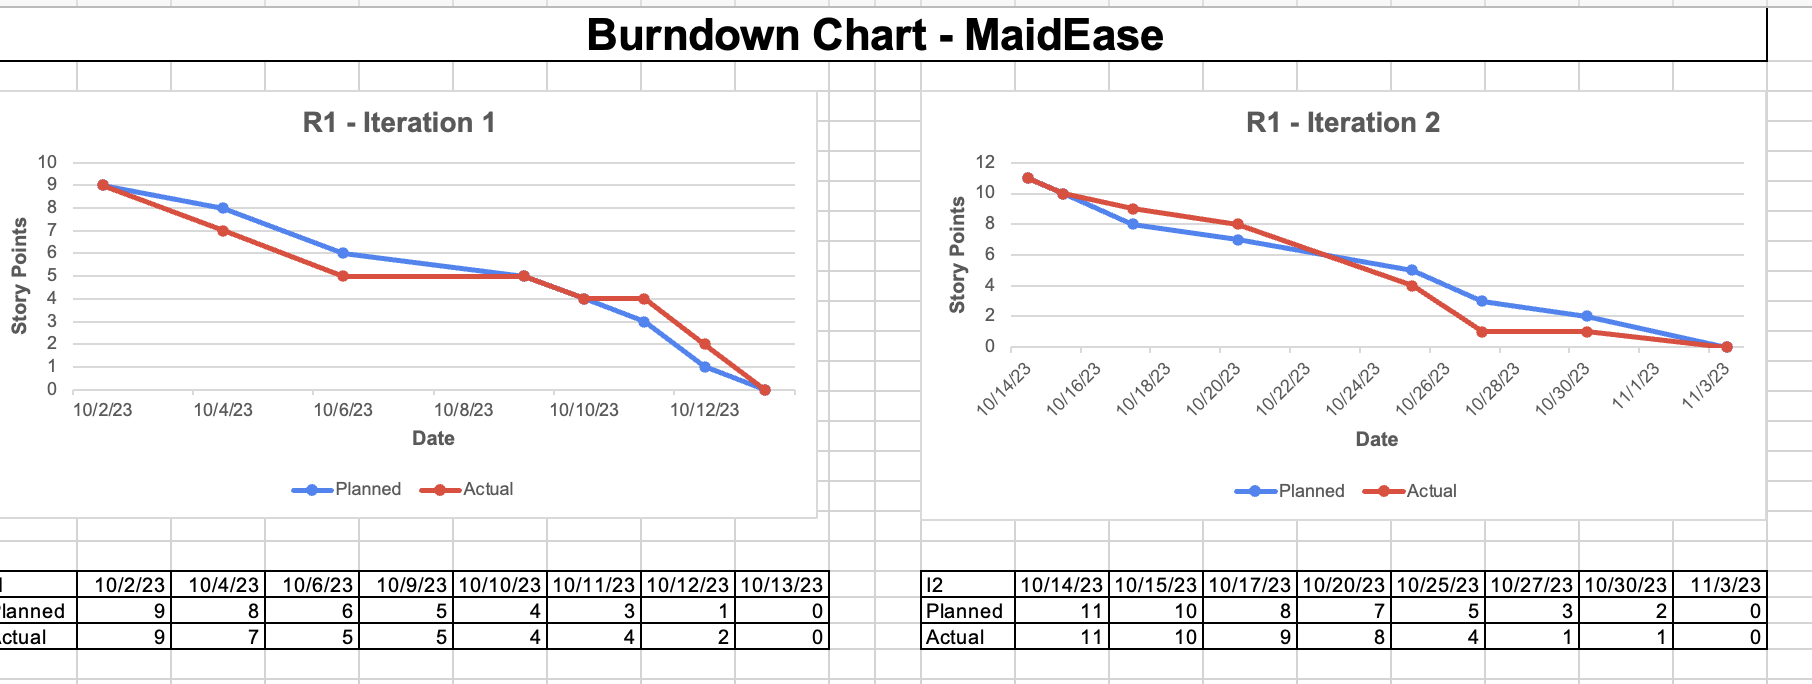 Burndown Chart - MaidEase
R1 - Iteration 1
10
9
8
7
6
5
4
3
2
1
0
Story Points
10/2/23 10/4/23 10/6/23 10/8/23 10/10/23 10/12/23
Date
Planned Actual
R1 - Iteration 2
12
10
8
6
4
2
0
Story Points
10/14/23 10/16/23 10/18/23 10/20/23 10/22/23 10/24/23 10/26/23 10/28/23 10/30/23 11/1/23 11/3/23
Date
Planned Actual
10/2/23 10/4/23 10/6/23 10/9/23 10/10/23 10/11/23 10/12/23 10/13/23
lanned 9 8 6 5 4 3 1 0
ctual 9 7 5 5 4 4 2 0
I2 10/14/23 10/15/23 10/17/23 10/20/23 10/25/23 10/27/23 10/30/23 11/3/23
Planned 11 10 8 7 5 3 2 0
Actual 11 10 9 8 4 1 1 0